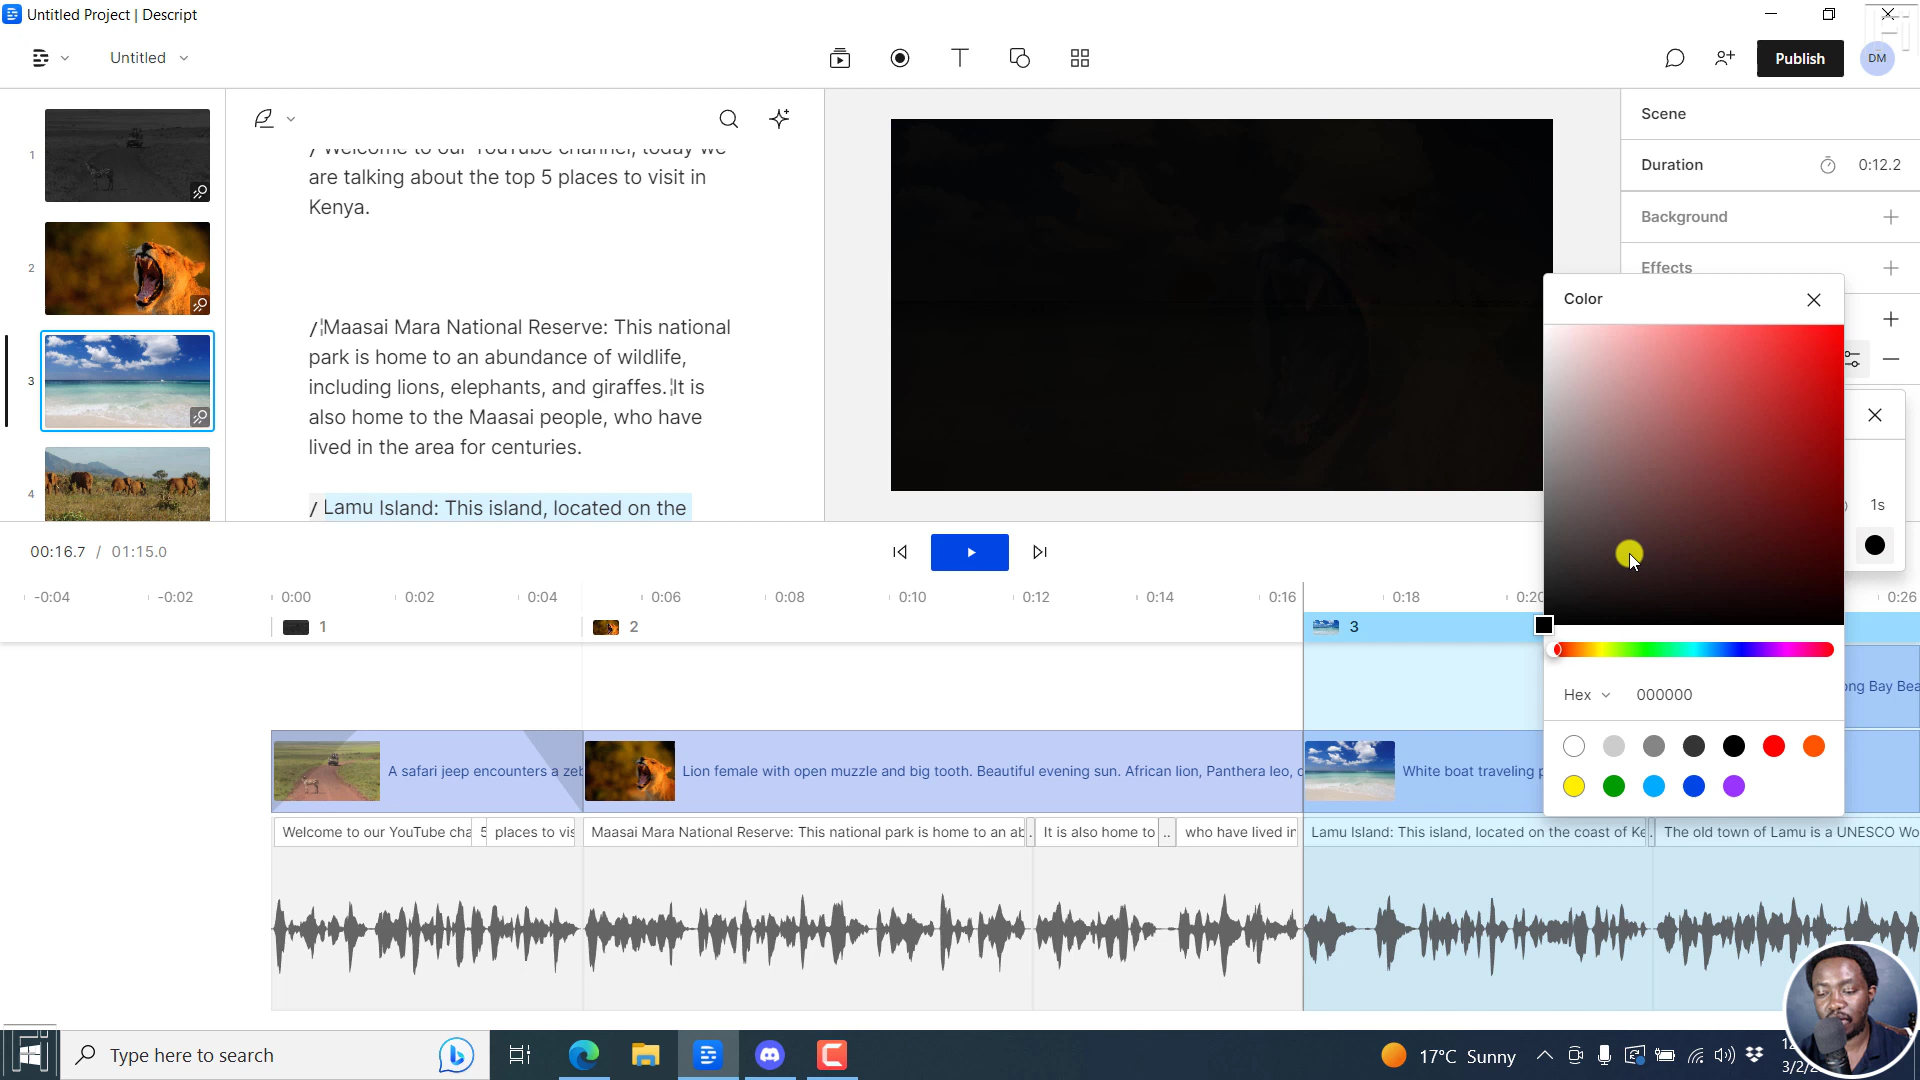 Untitled Project | Descript
Untitled
Publish
DM
1
2
3
4
are talking about the top 5 places to visit in
Kenya.
/ Maasai Mara National Reserve: This national
park is home to an abundance of wildlife,
including lions, elephants, and giraffes. It is
also home to the Maasai people, who have
lived in the area for centuries.
/ Lamu Island: This island, located on the
Scene
Duration
0:12.2
Background
Effects
Color
1s
Hex
000000
00:16.7 / 01:15.0
-0:04
-0:02
0:00
0:02
0:04
0:06
0:08
0:10
0:12
0:14
0:16
0:18
0:26
1
2
3
ong Bay Bea
A safari jeep encounters a zeb
Lion female with open muzzle and big tooth. Beautiful evening sun. African lion, Panthera leo, c
White boat traveling p
Welcome to our YouTube cha
5
places to vis
Maasai Mara National Reserve: This national park is home to an ab
It is also home to
..
who have lived in
Lamu Island: This island, located on the coast of Ke
The old town of Lamu is a UNESCO Wo
Type here to search
17°C Sunny